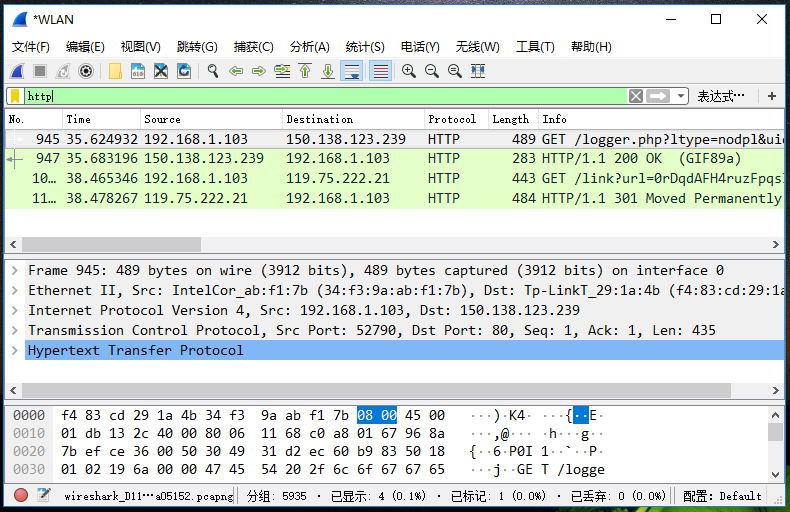 *WLAN
文件(F) 编辑(E) 视图(V) 跳转(G) 捕获(C) 分析(A) 统计(S) 电话(Y) 无线(W) 工具(T) 帮助(H)
http 表达式… +
No. Time Source Destination Protocol Length Info
945 35.624932 192.168.1.103 150.138.123.239 HTTP 489 GET /logger.php?ltype=nodpl&uid
947 35.683196 150.138.123.239 192.168.1.103 HTTP 283 HTTP/1.1 200 OK (GIF89a)
10… 38.465346 192.168.1.103 119.75.222.21 HTTP 443 GET /link?url=0rDqdAFH4ruzFpqsl
11… 38.478267 119.75.222.21 192.168.1.103 HTTP 484 HTTP/1.1 301 Moved Permanently
Frame 945: 489 bytes on wire (3912 bits), 489 bytes captured (3912 bits) on interface 0
Ethernet II, Src: IntelCor_ab:f1:7b (34:f3:9a:ab:f1:7b), Dst: Tp-LinkT_29:1a:4b (f4:83:cd:29:1a
Internet Protocol Version 4, Src: 192.168.1.103, Dst: 150.138.123.239
Transmission Control Protocol, Src Port: 52790, Dst Port: 80, Seq: 1, Ack: 1, Len: 435
Hypertext Transfer Protocol
0000 f4 83 cd 29 1a 4b 34 f3 9a ab f1 7b 08 00 45 00 ···)·K4· ···{··E·
0010 01 db 13 2c 40 00 80 06 11 68 c0 a8 01 67 96 8a ···,@··· ·h···g··
0020 7b ef ce 36 00 50 30 49 31 d2 ec 60 b9 83 50 18 {··6·P0I 1··`··P·
0030 01 02 19 6a 00 00 47 45 54 20 2f 6c 6f 67 67 65 ···j··GE T /logge
wireshark_D11…a05152.pcapng 分组: 5935 · 已显示: 4 (0.1%) · 已标记: 1 (0.0%) · 已丢弃: 0 (0.0%) 配置: Default